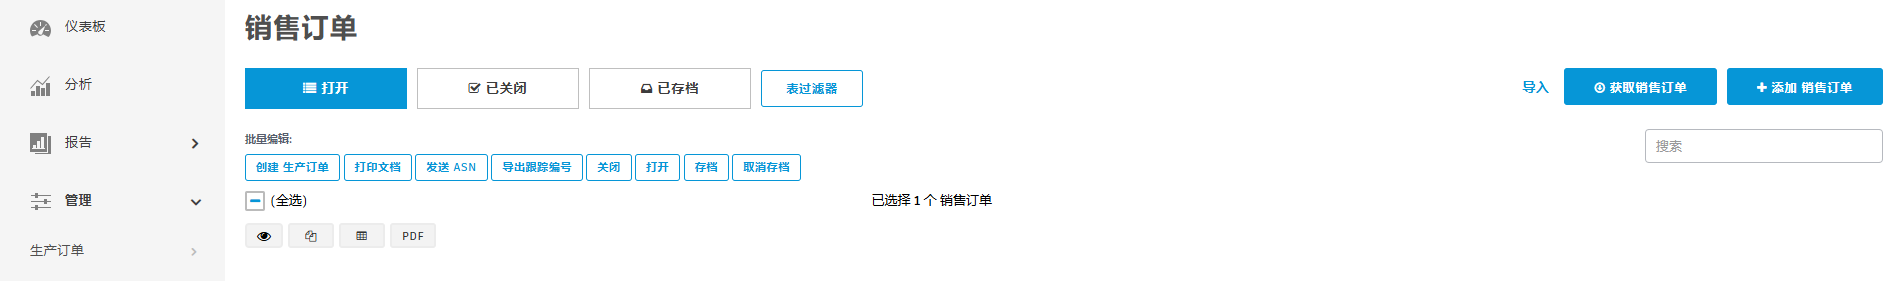 仪表板
分析
报告
管理
生产订单
销售订单
打开 已关闭 已存档 表过滤器 导入 获取销售订单 添加 销售订单
批量编辑:
搜索
创建 生产订单 打印文档 发送 ASN 导出跟踪编号 关闭 打开 存档 取消存档
(全选) 已选择 1 个 销售订单
PDF